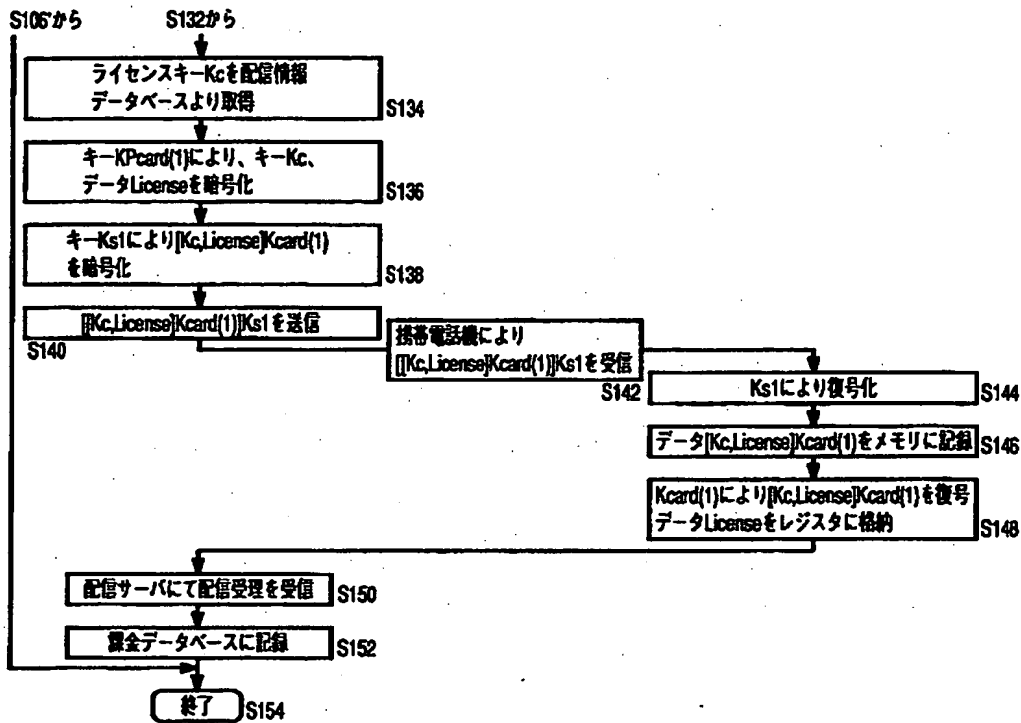 S106から
S132から
ライセンスキーKcを配信情報
データベースより取得
S134
キーKPcard(1)により、キーKc、
データLicenseを暗号化
S136
キーKs1により[Kc,License]Kcard(1)
を暗号化
S138
[[Kc,License]Kcard(1)]Ks1を送信
S140
携帯電話機により
[[Kc,License]Kcard(1)]Ks1を受信
S142
Ks1により復号化
S144
データ[Kc,License]Kcard(1)をメモリに記録
S146
Kcard(1)により[Kc,License]Kcard(1)を復号
データLicenseをレジスタに格納
S148
配信サーバにて配信受理を受信
S150
課金データベースに記録
S152
終了
S154